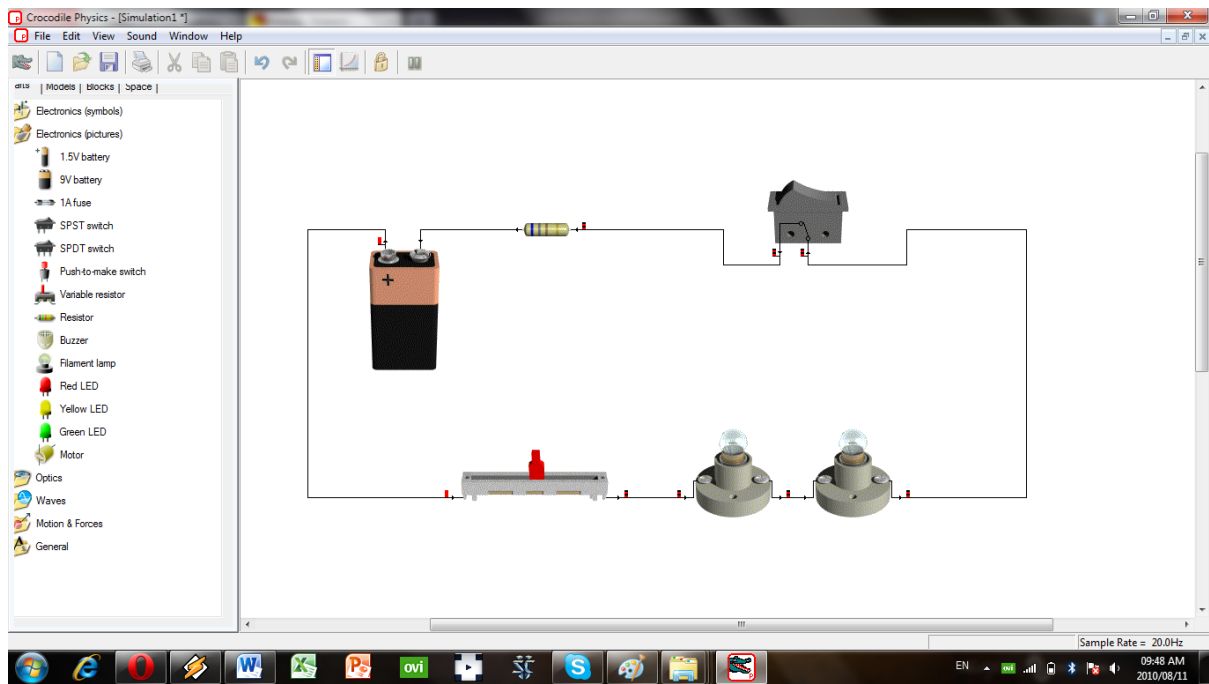 Crocodile Physics - [Simulation1 *]
File Edit View Sound Window Help
arts | Models | Blocks | Space |
Electronics (symbols)
Electronics (pictures)
1.5V battery
9V battery
1A fuse
SPST switch
SPDT switch
Push-to-make switch
Variable resistor
Resistor
Buzzer
Filament lamp
Red LED
Yellow LED
Green LED
Motor
Optics
Waves
Motion & Forces
General
+
Sample Rate = 20.0Hz
ovi
EN
ovi
09:48 AM
2010/08/11